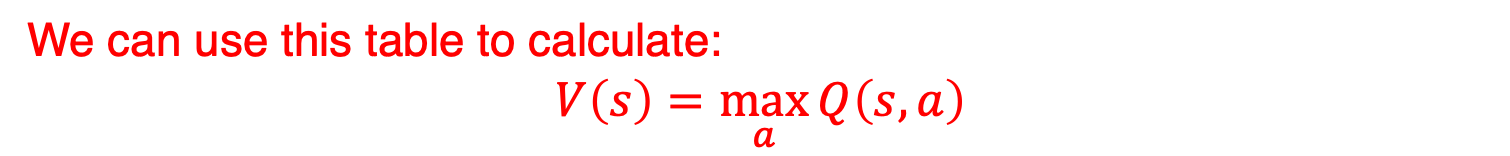 We can use this table to calculate:
V(s) = max Q(s, a)
a